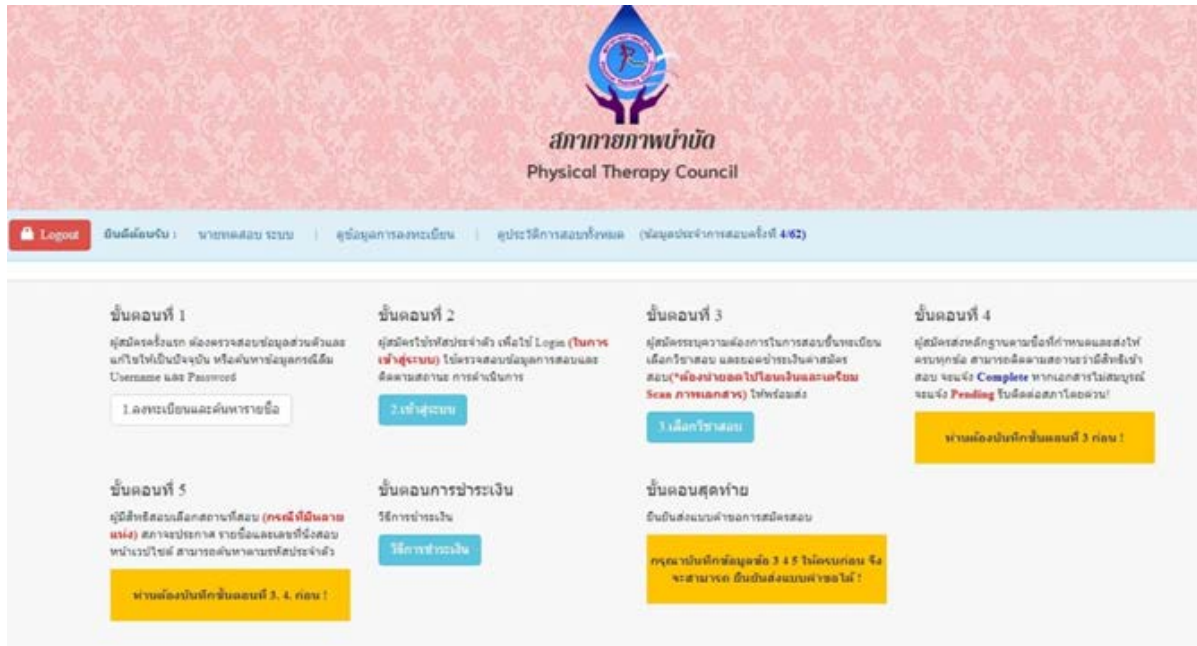 สภากายภาพบำบัด
Physical Therapy Council
Logout ยินดีต้อนรับ : นายทดสอบ ระบบ | ดูข้อมูลการลงทะเบียน | ดูประวัติการสอบทั้งหมด (ข้อมูลประจำการสอบครั้งที่ 4/62)
ขั้นตอนที่ 1
ผู้สมัครครั้งแรก ต้องตรวจสอบข้อมูลส่วนตัวและ
แก้ไขให้เป็นปัจจุบัน หรือค้นหาข้อมูลกรณีลืม
Username และ Password
1.ลงทะเบียนและค้นหารายชื่อ
ขั้นตอนที่ 2
ผู้สมัครใช้รหัสประจำตัว เพื่อใช้ Login (ในการ
เข้าสู่ระบบ) ใช้ตรวจสอบข้อมูลการสอบและ
ติดตามสถานะ การดำเนินการ
2.เข้าสู่ระบบ
ขั้นตอนที่ 3
ผู้สมัครระบุความต้องการในการสอบขึ้นทะเบียน
เลือกวิชาสอบ และยอดชำระเงินค่าสมัคร
สอบ(*ต้องนำยอดไปโอนเงินและเตรียม
Scan ภาพเอกสาร) ให้พร้อมส่ง
3.เลือกวิชาสอบ
ขั้นตอนที่ 4
ผู้สมัครส่งหลักฐานตามข้อที่กำหนดและส่งให้
ครบทุกข้อ สามารถติดตามสถานะว่ามีสิทธิเข้า
สอบ จะแจ้ง Complete หากเอกสารไม่สมบูรณ์
จะแจ้ง Pending รีบติดต่อสภาโดยด่วน!
ท่านต้องบันทึกขั้นตอนที่ 3 ก่อน !
ขั้นตอนที่ 5
ผู้มีสิทธิสอบเลือกสถานที่สอบ (กรณีที่มีหลาย
แห่ง) สภาจะประกาศ รายชื่อและเลขที่นั่งสอบ
หน้าเวปไซต์ สามารถค้นหาตามรหัสประจำตัว
ท่านต้องบันทึกขั้นตอนที่ 3. 4. ก่อน !
ขั้นตอนการชำระเงิน
วิธีการชำระเงิน
วิธีการชำระเงิน
ขั้นตอนสุดท้าย
ยืนยันส่งแบบคำขอการสมัครสอบ
กรุณาบันทึกข้อมูลข้อ 3 4 5 ให้ครบก่อน จึง
จะสามารถ ยืนยันส่งแบบคำขอได้ !